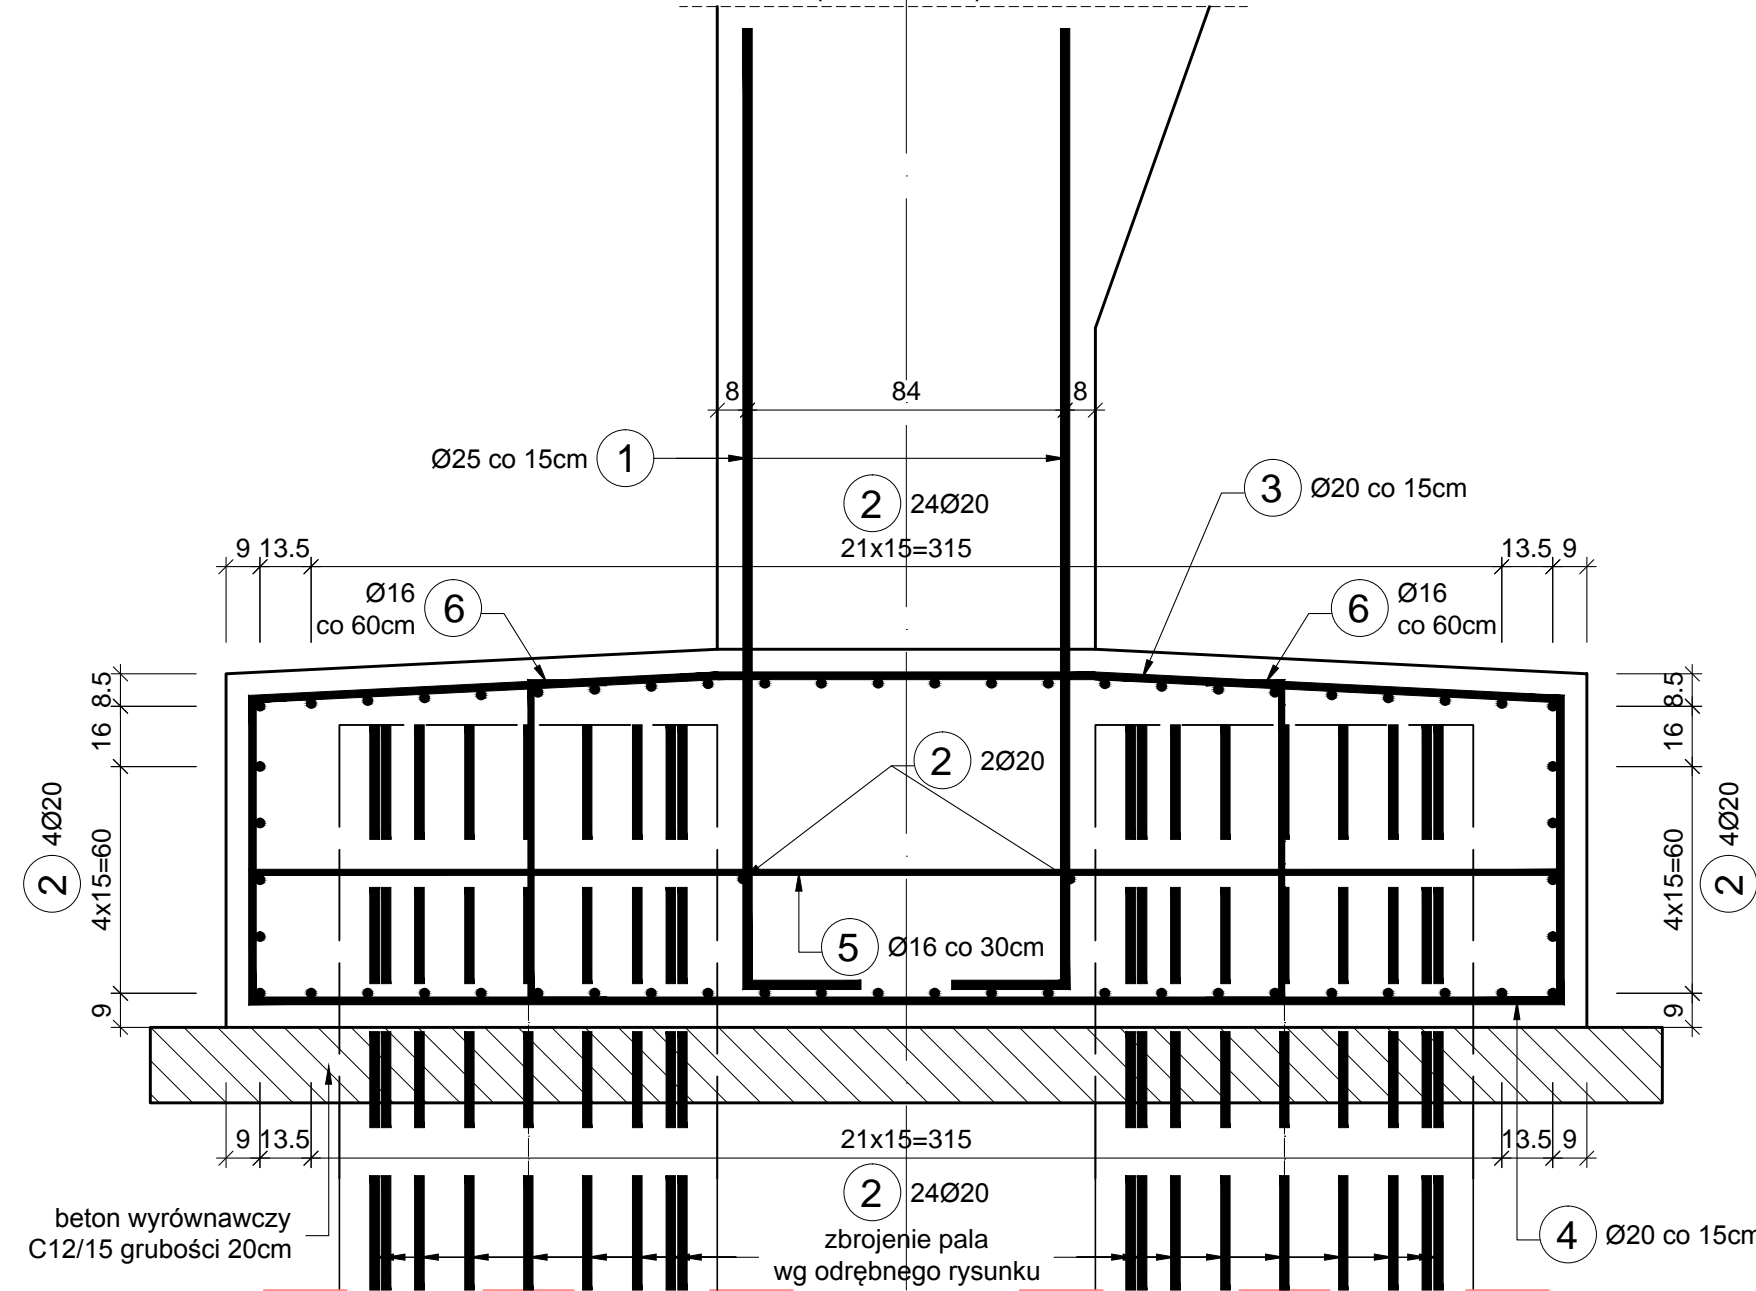 8
84
8
Ø25 co 15cm
1
2 24Ø20
3 Ø20 co 15cm
9 13.5
21x15=315
13.5 9
Ø16
co 60cm
6
6
Ø16
co 60cm
8.5
16
4x15=60
9
2 4Ø20
8.5
16
4x15=60
9
2 4Ø20
2 2Ø20
5 Ø16 co 30cm
9 13.5
21x15=315
13.5 9
2 24Ø20
beton wyrównawczy
C12/15 grubości 20cm
zbrojenie pala
wg odrębnego rysunku
4 Ø20 co 15cm